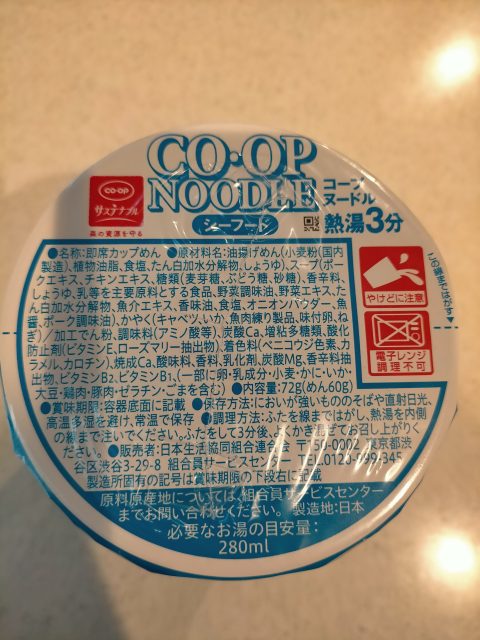 CO・OP
NOODLE
コープ
ヌードル
シーフード
熱湯3分
CO・OP
サステナブル
森の資源を守る
●名称:即席カップめん ●原材料名:油揚げめん(小麦粉(国内
製造)、植物油脂、食塩、たん白加水分解物、しょうゆ)、スープ(ポー
クエキス、チキンエキス、糖類(麦芽糖、ぶどう糖、砂糖)、香辛料、
しょうゆ、乳等を主要原料とする食品、野菜調味油、野菜エキス、た
ん白加水分解物、魚介エキス、香味油、食塩、オニオンパウダー、魚
醤、ポーク調味油)、かやく(キャベツ、いか、魚肉練り製品、味付卵、ね
ぎ)/加工でん粉、調味料(アミノ酸等)、炭酸Ca、増粘多糖類、酸化
防止剤(ビタミンE、ローズマリー抽出物)、着色料(ベニコウジ色素、カ
ラメル、カロチン)、焼成Ca、酸味料、香料、乳化剤、炭酸Mg、香辛料抽
出物、ビタミンB2、ビタミンB1、(一部に卵・乳成分・小麦・かに・いか・
大豆・鶏肉・豚肉・ゼラチン・ごまを含む) ●内容量:72g(めん60g)
●賞味期限:容器底面に記載 ●保存方法:においが強いもののそばや直射日光、
高温多湿を避け、常温で保存 ●調理方法:ふたを線まではがし、熱湯を内側
の線まで注いでください。ふたをして3分後、よくかき混ぜてお召し上がりく
ださい。 ●販売者:日本生活協同組合連合会 〒150-0002 東京都渋
谷区渋谷3-29-8 組合員サービスセンター 0120-999-345
製造所固有の記号は賞味期限の下段右に記載
原料原産地については、組合員サービスセンター
までお問い合わせください。 製造地:日本
必要なお湯の目安量:
280ml
やけどに注意
電子レンジ
調理不可
この線まではがす▼